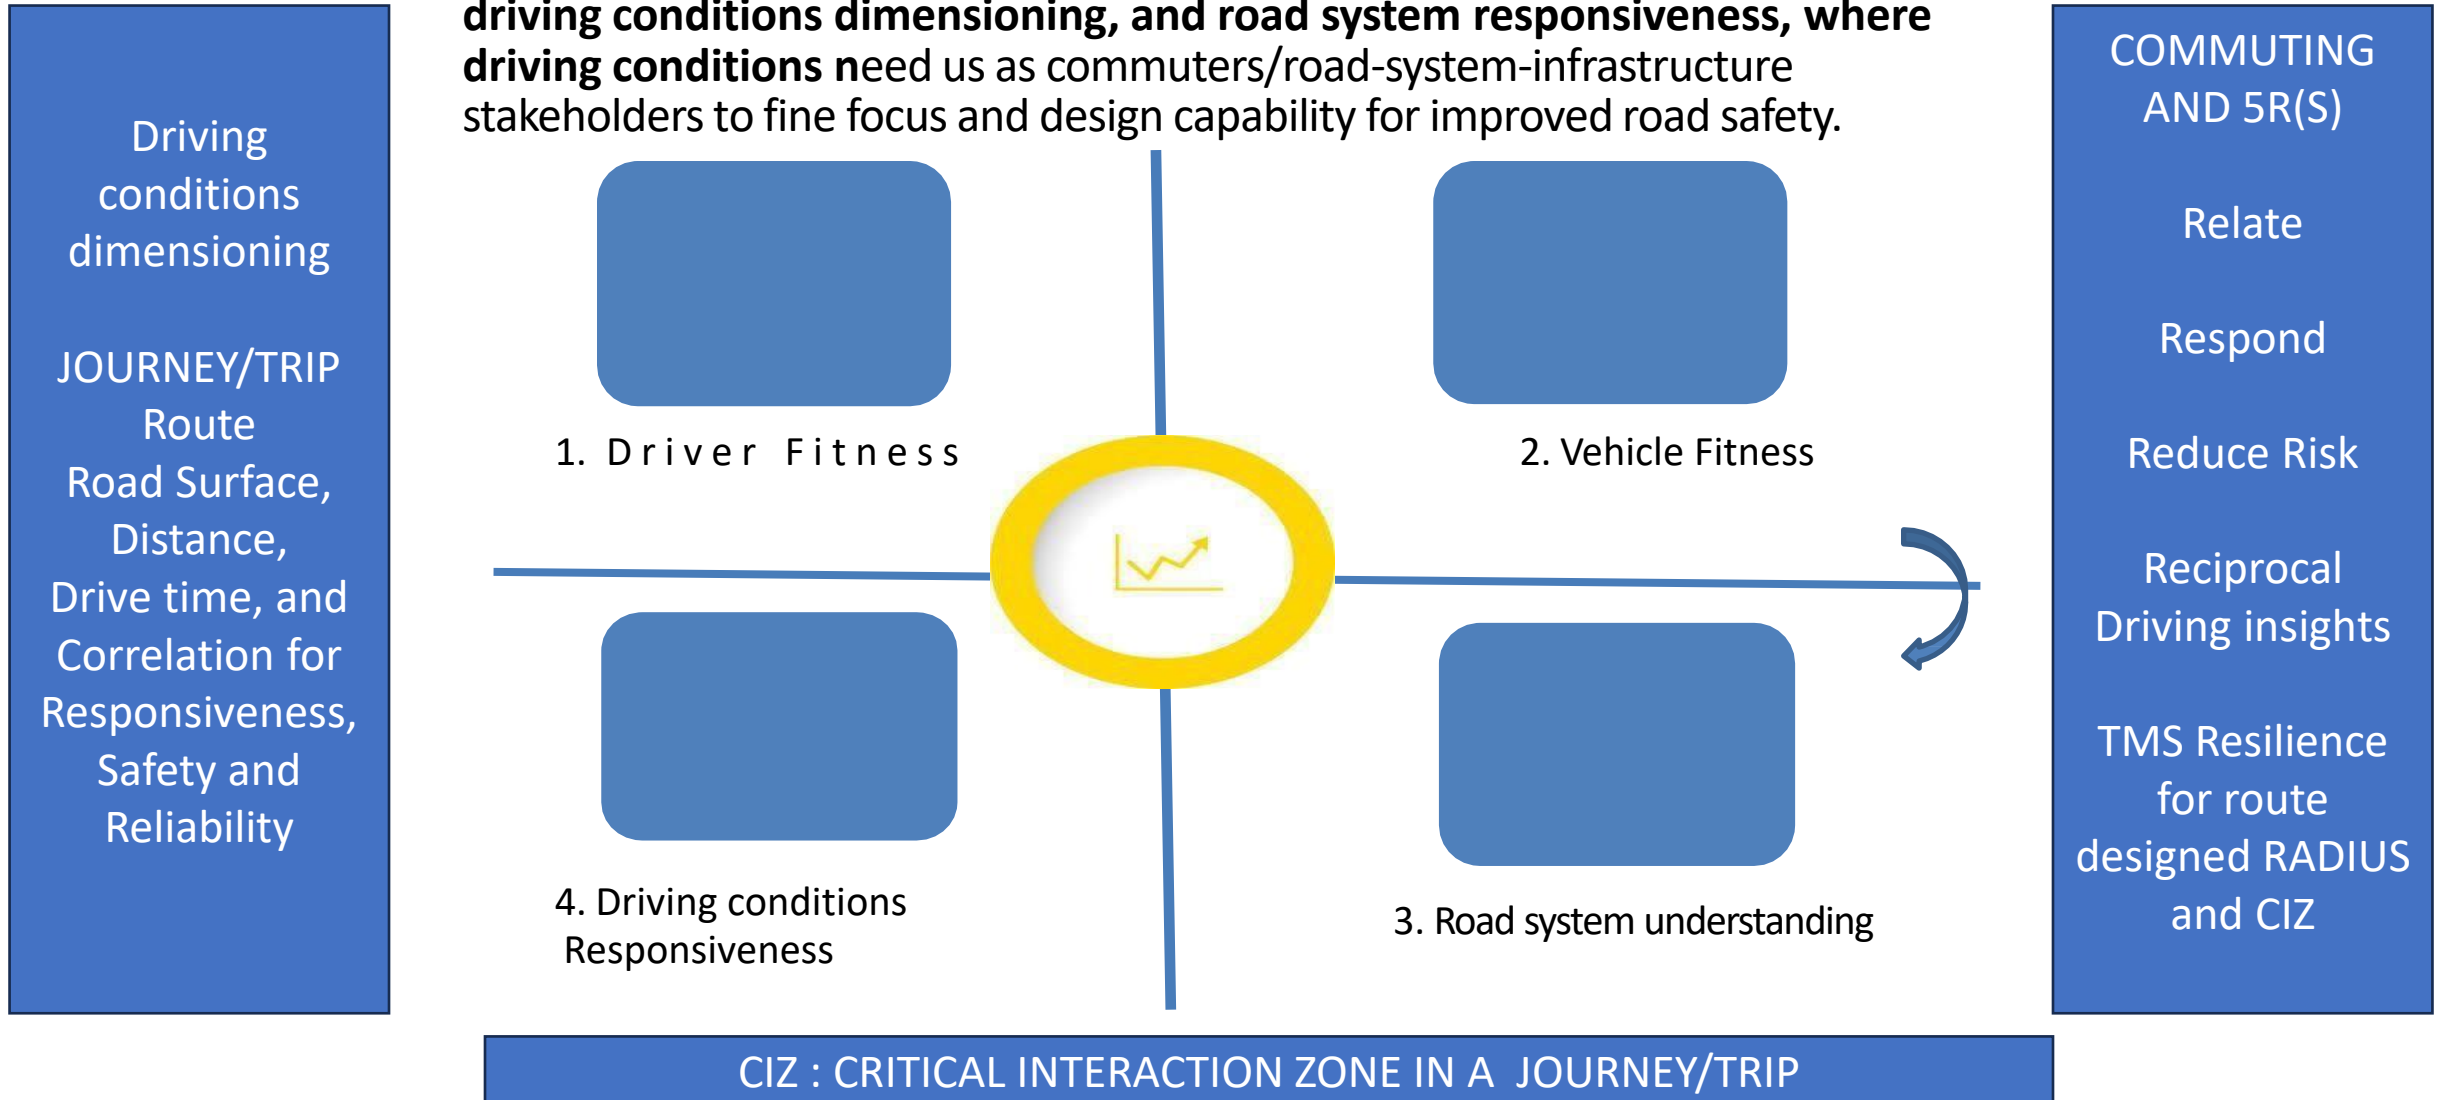 driving conditions dimensioning, and road system responsiveness, where
driving conditions need us as commuters/road-system-infrastructure
stakeholders to fine focus and design capability for improved road safety.
Driving
conditions
dimensioning
JOURNEY/TRIP
Route
Road Surface,
Distance,
Drive time, and
Correlation for
Responsiveness,
Safety and
Reliability
1. Driver Fitness
2. Vehicle Fitness
4. Driving conditions
Responsiveness
3. Road system understanding
COMMUTING
AND 5R(S)
Relate
Respond
Reduce Risk
Reciprocal
Driving insights
TMS Resilience
for route
designed RADIUS
and CIZ
CIZ : CRITICAL INTERACTION ZONE IN A JOURNEY/TRIP